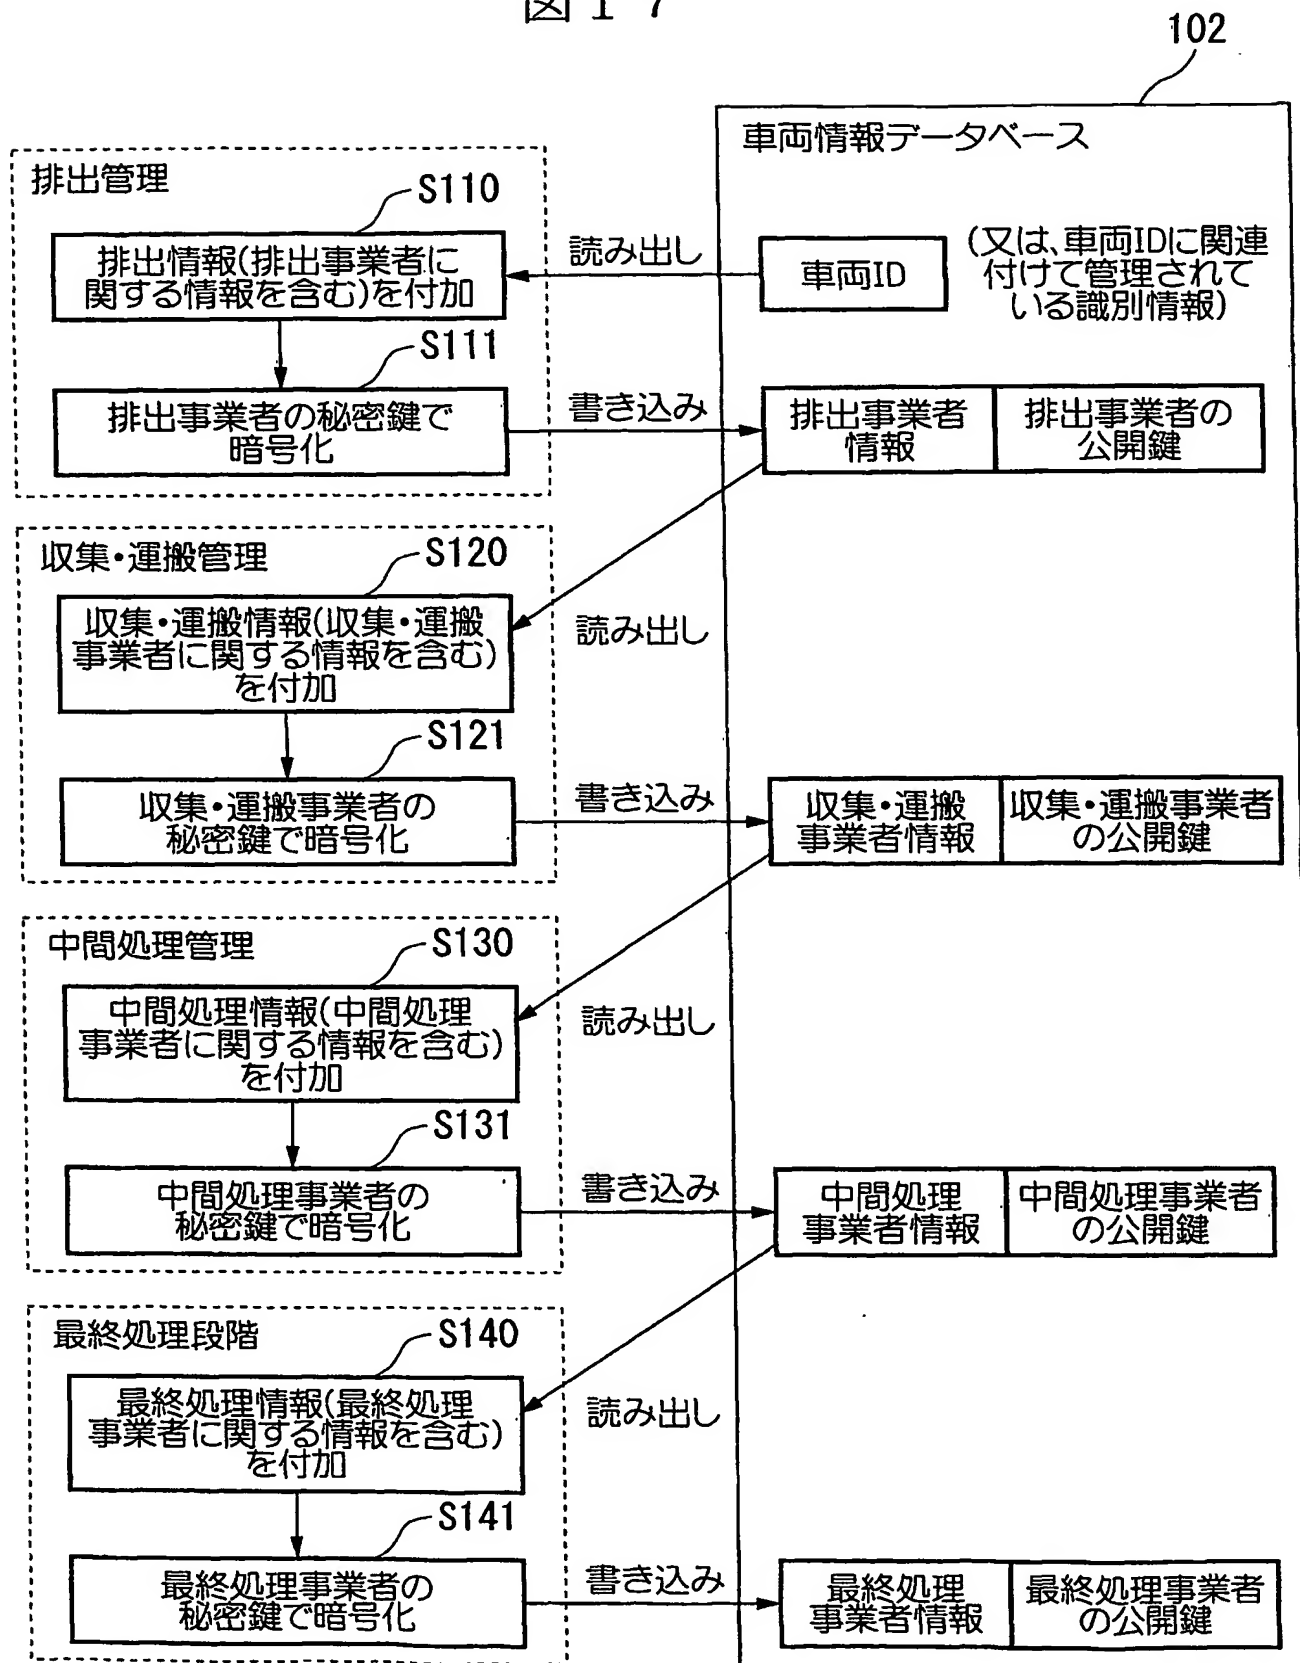 図17
102
車両情報データベース
排出管理
S110
排出情報(排出事業者に
関する情報を含む)を付加
読み出し
車両ID
(又は、車両IDに関連
付けて管理されて
いる識別情報)
S111
排出事業者の秘密鍵で
暗号化
書き込み
排出事業者
情報
排出事業者の
公開鍵
収集・運搬管理
S120
収集・運搬情報(収集・運搬
事業者に関する情報を含む)
を付加
読み出し
S121
収集・運搬事業者の
秘密鍵で暗号化
書き込み
収集・運搬
事業者情報
収集・運搬事業者
の公開鍵
中間処理管理
S130
中間処理情報(中間処理
事業者に関する情報を含む)
を付加
読み出し
S131
中間処理事業者の
秘密鍵で暗号化
書き込み
中間処理
事業者情報
中間処理事業者
の公開鍵
最終処理段階
S140
最終処理情報(最終処理
事業者に関する情報を含む)
を付加
読み出し
S141
最終処理事業者の
秘密鍵で暗号化
書き込み
最終処理
事業者情報
最終処理事業者
の公開鍵